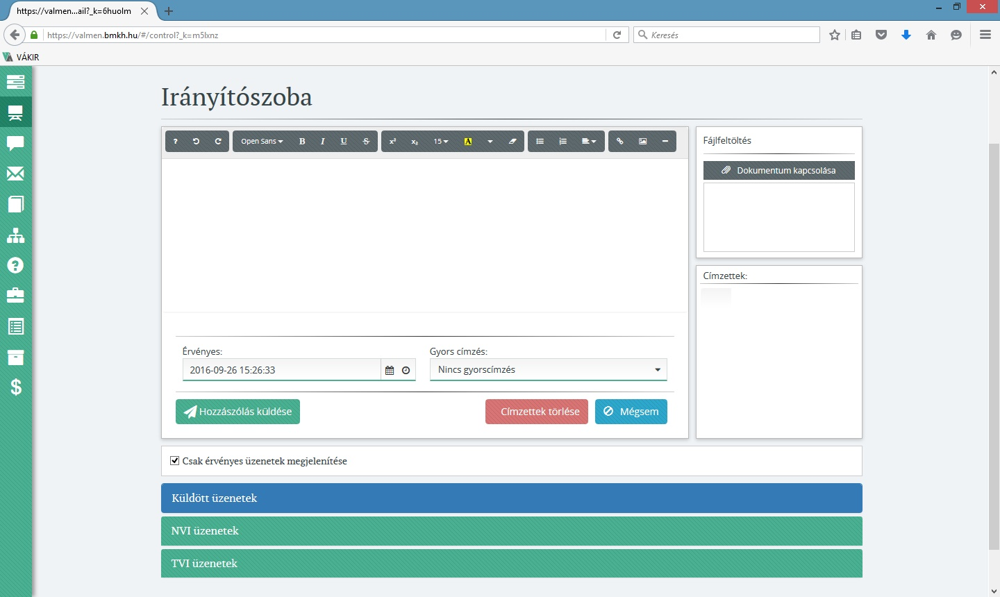 https://valmen...ail?_k=6huolm
https://valmen.bmkh.hu/#/control?_k=m5lxnz
Keresés
VÁKIR
Irányítószoba
? Open Sans B I U S x² x₂ 15 A
Fájlfeltöltés
Dokumentum kapcsolása
Címzettek:
Érvényes:
Gyors címzés:
2016-09-26 15:26:33
Nincs gyorscímzés
Hozzászólás küldése
Címzettek törlése
Mégsem
Csak érvényes üzenetek megjelenítése
Küldött üzenetek
NVI üzenetek
TVI üzenetek